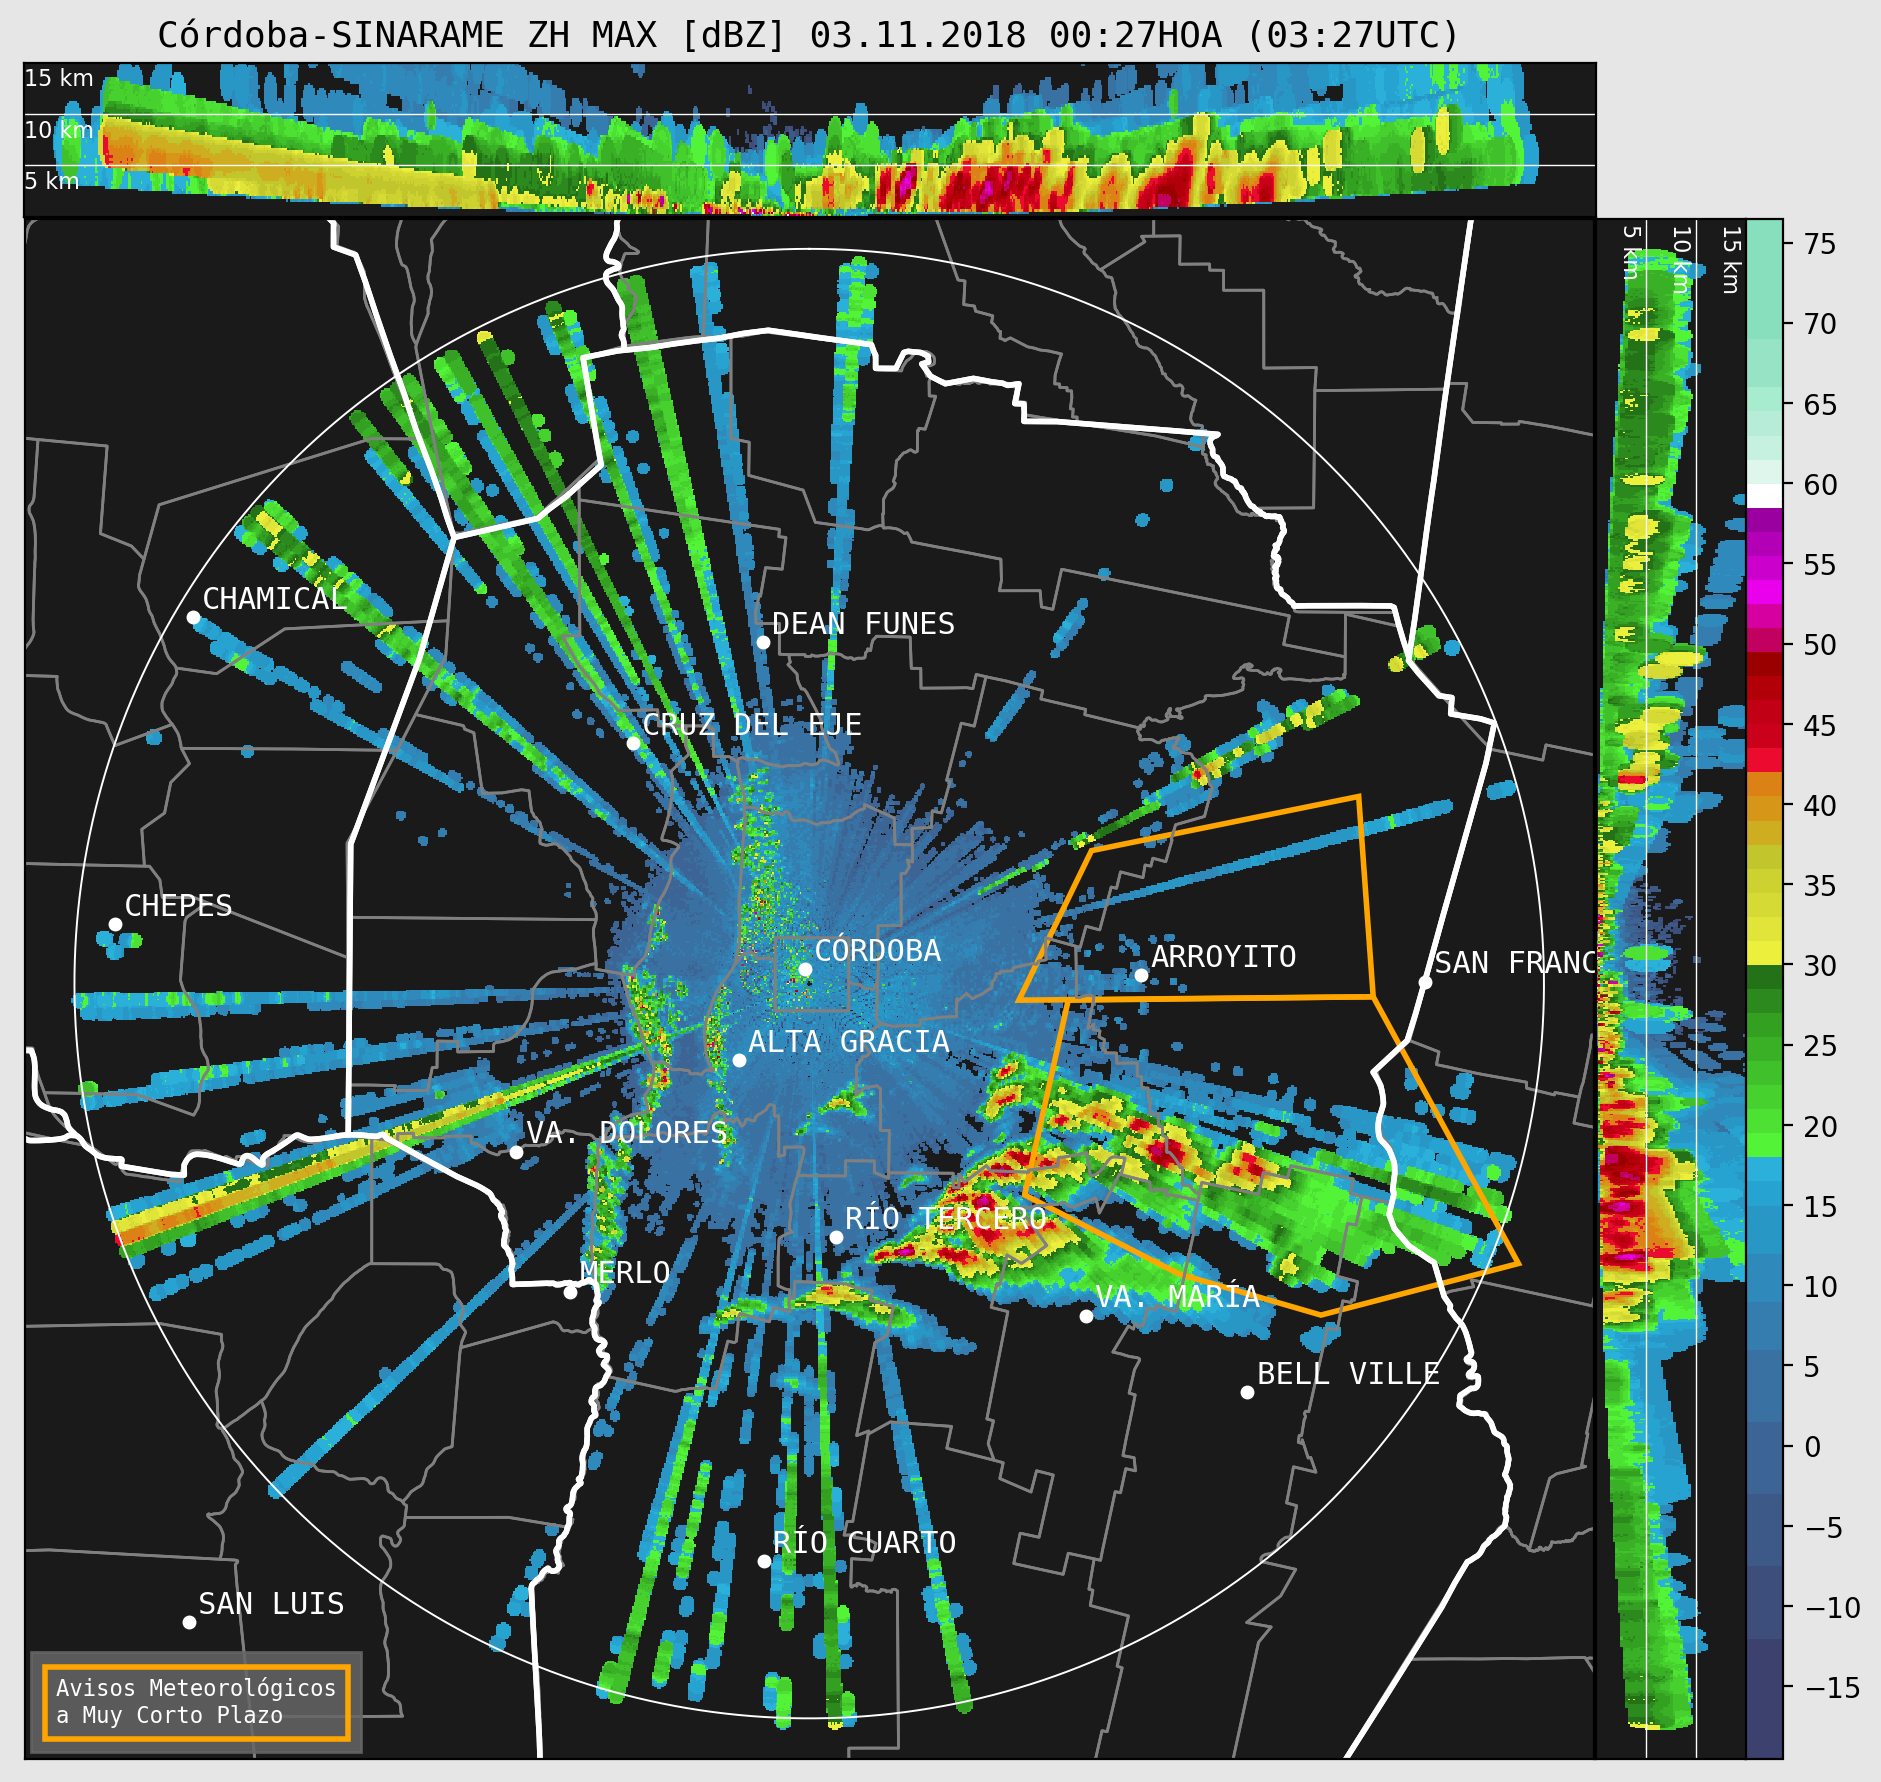 Córdoba-SINARAME ZH MAX [dBZ] 03.11.2018 00:27HOA (03:27UTC)
15 km
10 km
5 km
5 km
10 km
15 km
75
70
65
60
55
50
45
40
35
30
25
20
15
10
5
0
−5
−10
−15
CHAMICAL
DEAN FUNES
CRUZ DEL EJE
CHEPES
CÓRDOBA
ARROYITO
SAN FRANC
ALTA GRACIA
VA. DOLORES
RÍO TERCERO
MERLO
VA. MARÍA
BELL VILLE
RÍO CUARTO
SAN LUIS
Avisos Meteorológicos
a Muy Corto Plazo